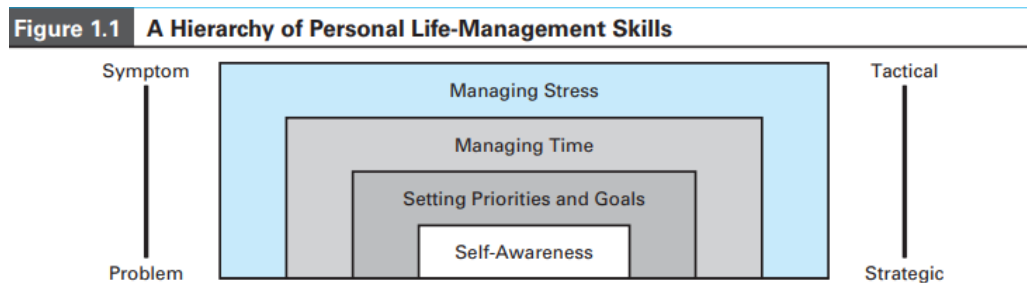 Figure 1.1 A Hierarchy of Personal Life-Management Skills
Symptom
Tactical
Managing Stress
Managing Time
Setting Priorities and Goals
Self-Awareness
Problem
Strategic